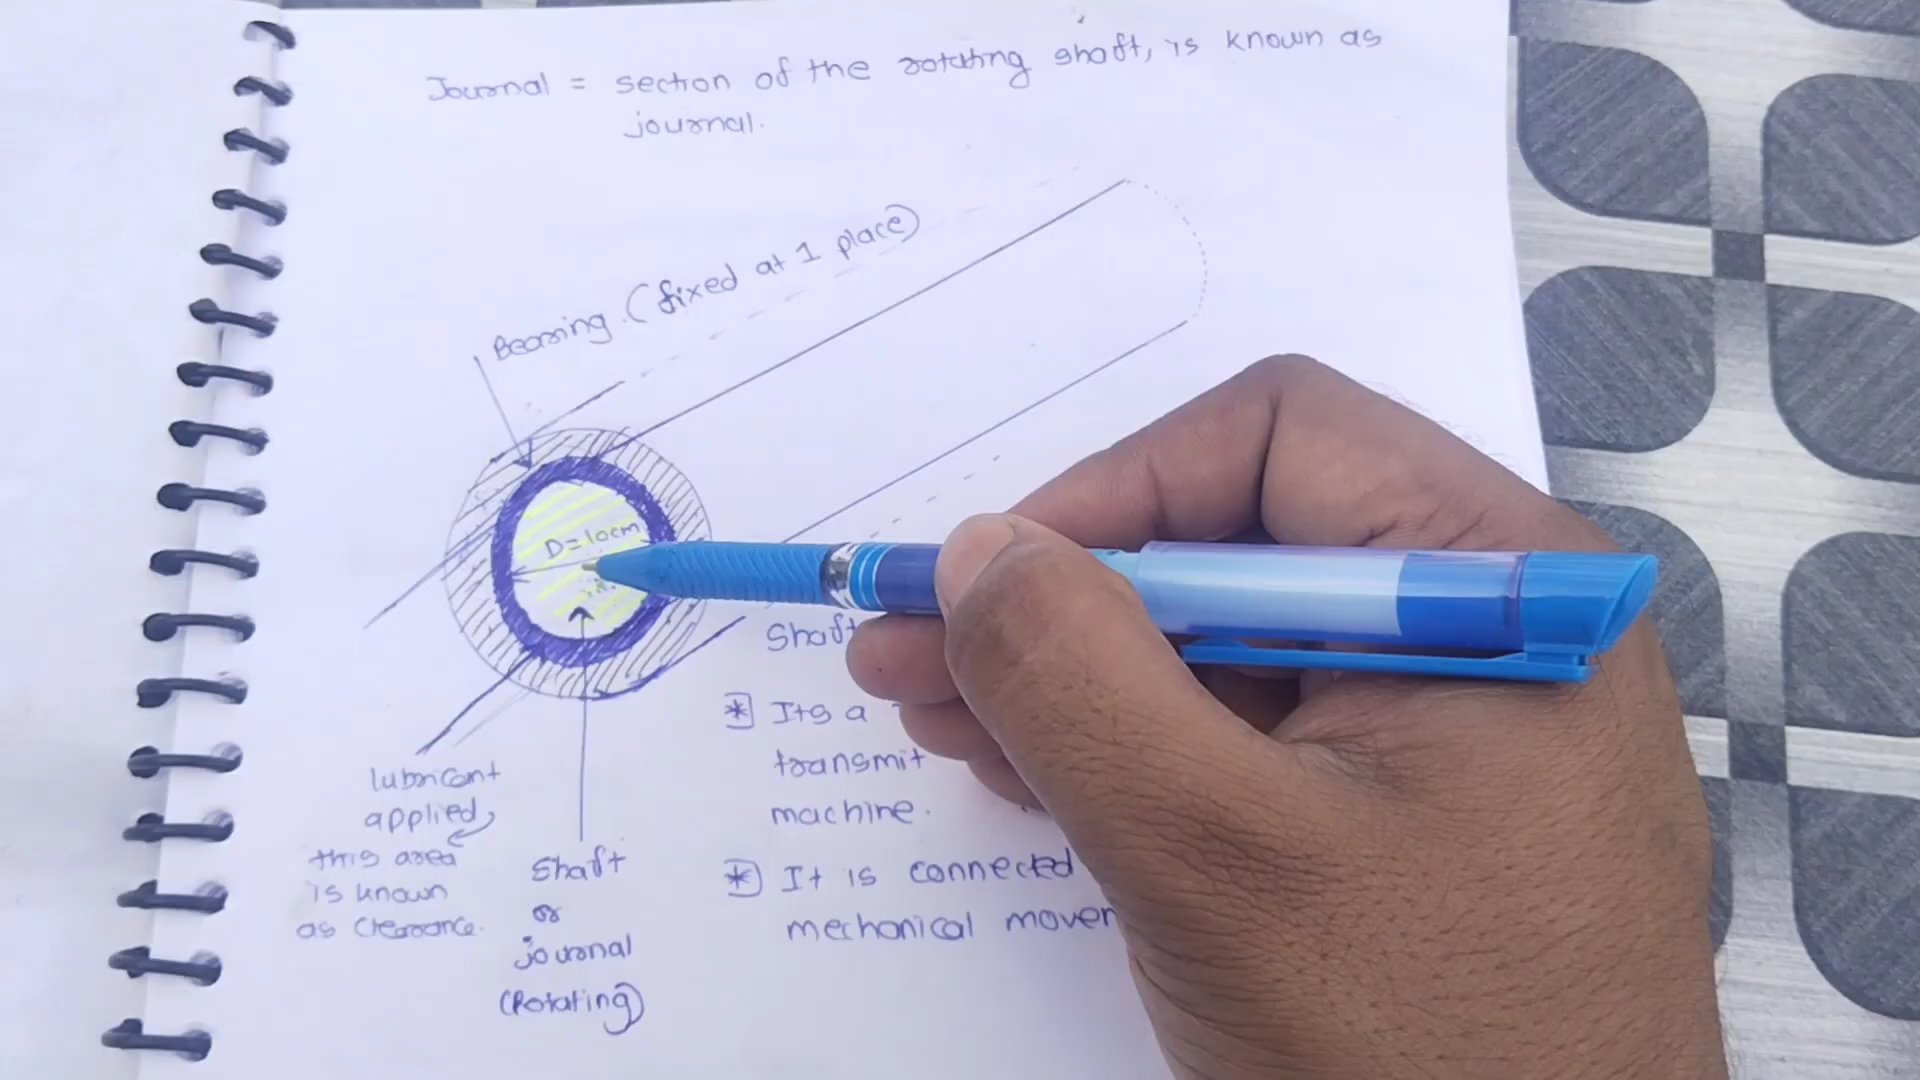 Journal = section of the rotating shaft, is known as
journal.
Bearing. (fixed at 1 place)
D=10cm
lubricant
applied
this area
is known
as Clearance.
Shaft
or
journal
(Rotating)
Shaft
* Its a
transmit
machine.
* It is connected
mechanical